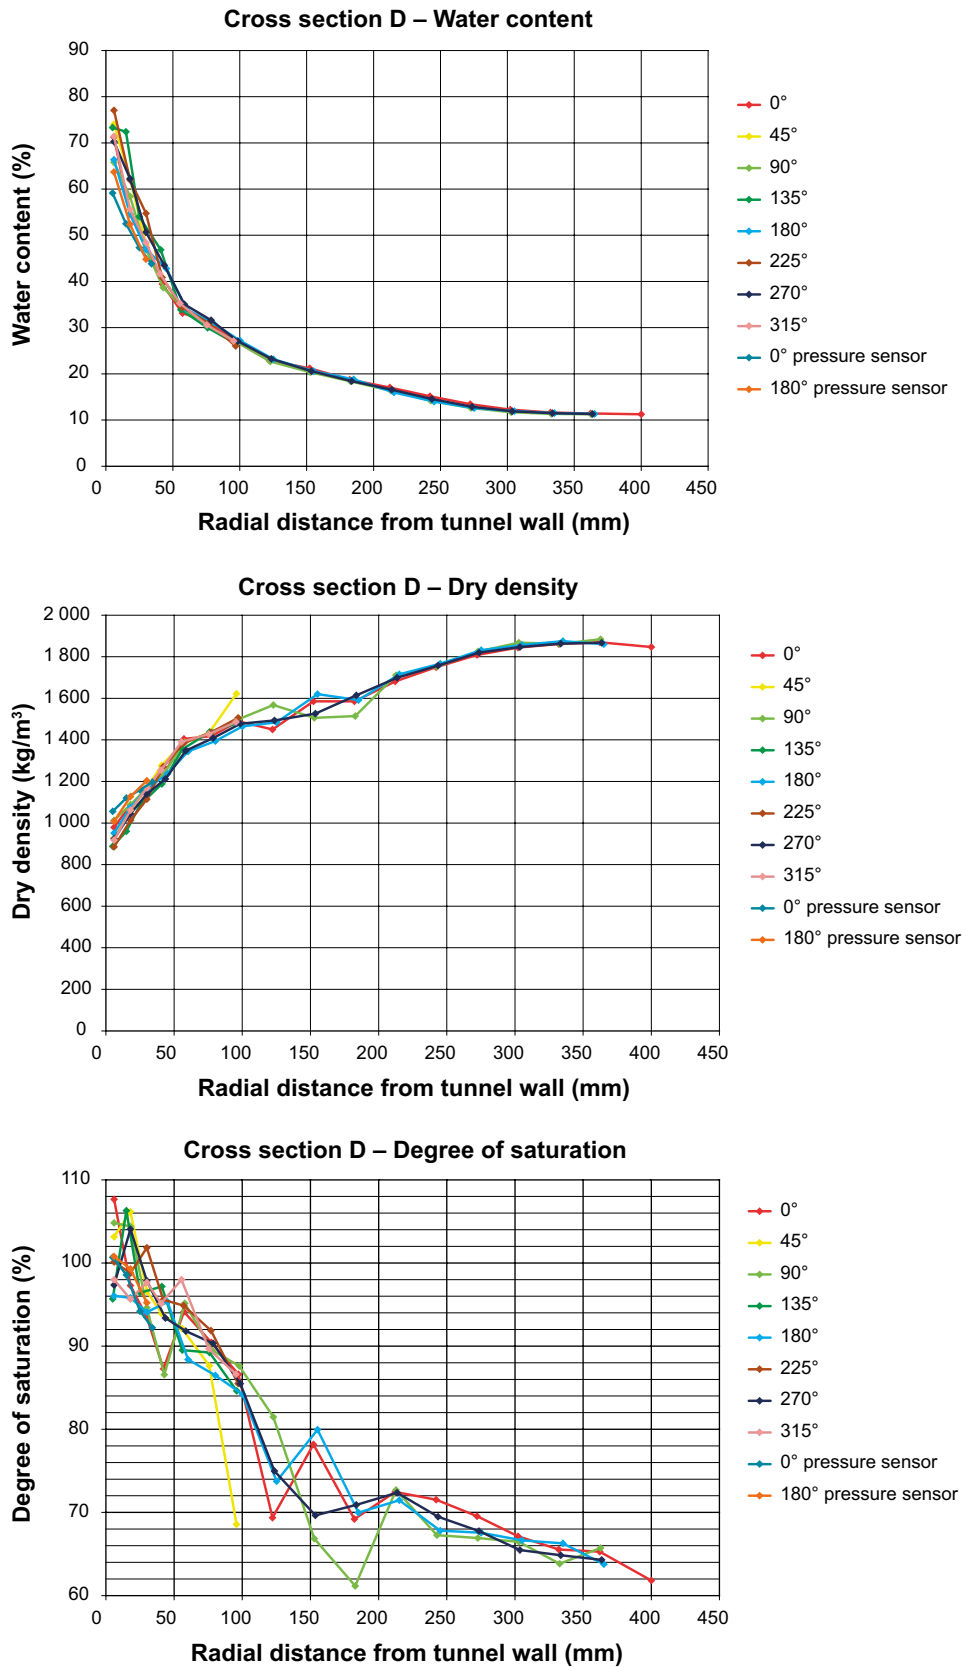 Cross section D – Water content
90
80
70
60
50
40
30
20
10
0
Water content (%)
0 50 100 150 200 250 300 350 400 450
Radial distance from tunnel wall (mm)
0°
45°
90°
135°
180°
225°
270°
315°
0° pressure sensor
180° pressure sensor
Cross section D – Dry density
2 000
1 800
1 600
1 400
1 200
1 000
800
600
400
200
0
Dry density (kg/m³)
0 50 100 150 200 250 300 350 400 450
Radial distance from tunnel wall (mm)
0°
45°
90°
135°
180°
225°
270°
315°
0° pressure sensor
180° pressure sensor
Cross section D – Degree of saturation
110
100
90
80
70
60
Degree of saturation (%)
0 50 100 150 200 250 300 350 400 450
Radial distance from tunnel wall (mm)
0°
45°
90°
135°
180°
225°
270°
315°
0° pressure sensor
180° pressure sensor